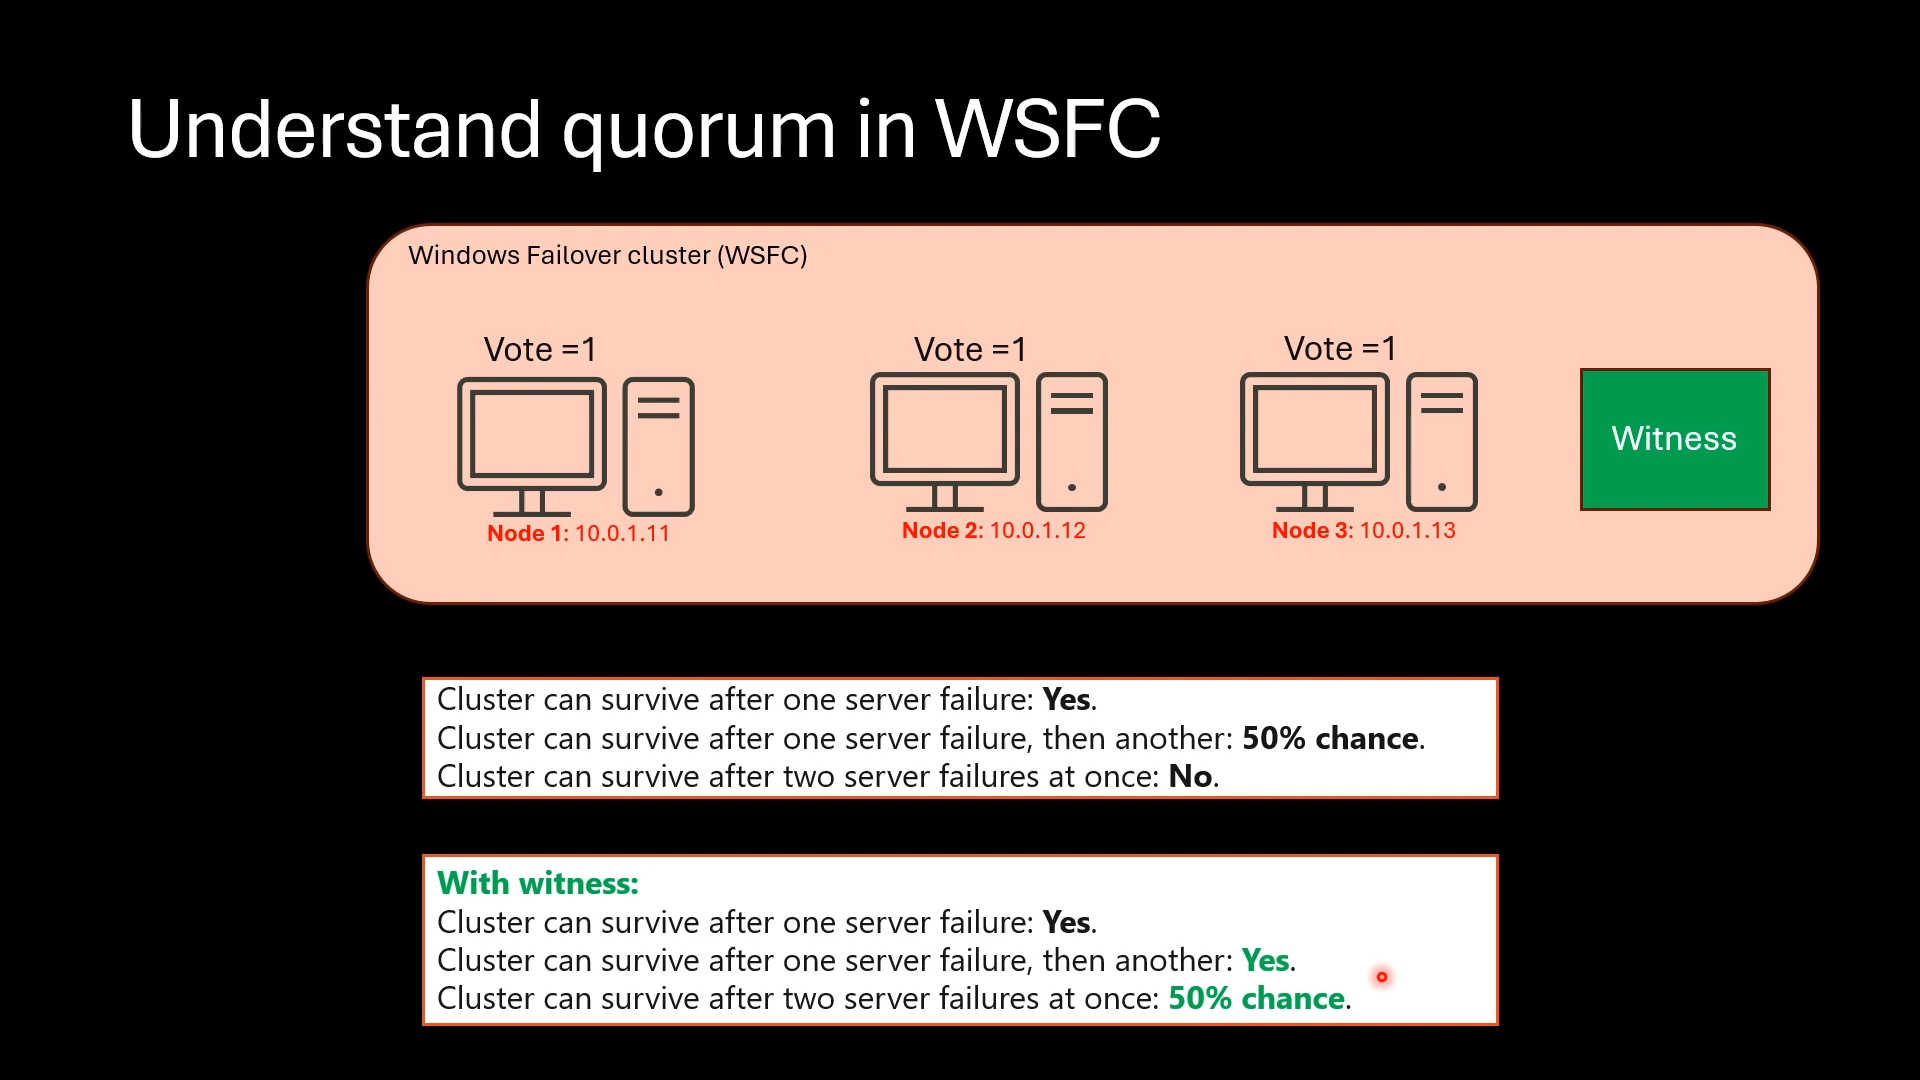 Understand quorum in WSFC
Windows Failover cluster (WSFC)
Vote =1
Vote =1
Vote =1
Witness
Node 1: 10.0.1.11
Node 2: 10.0.1.12
Node 3: 10.0.1.13
Cluster can survive after one server failure: Yes.
Cluster can survive after one server failure, then another: 50% chance.
Cluster can survive after two server failures at once: No.
With witness:
Cluster can survive after one server failure: Yes.
Cluster can survive after one server failure, then another: Yes.
Cluster can survive after two server failures at once: 50% chance.